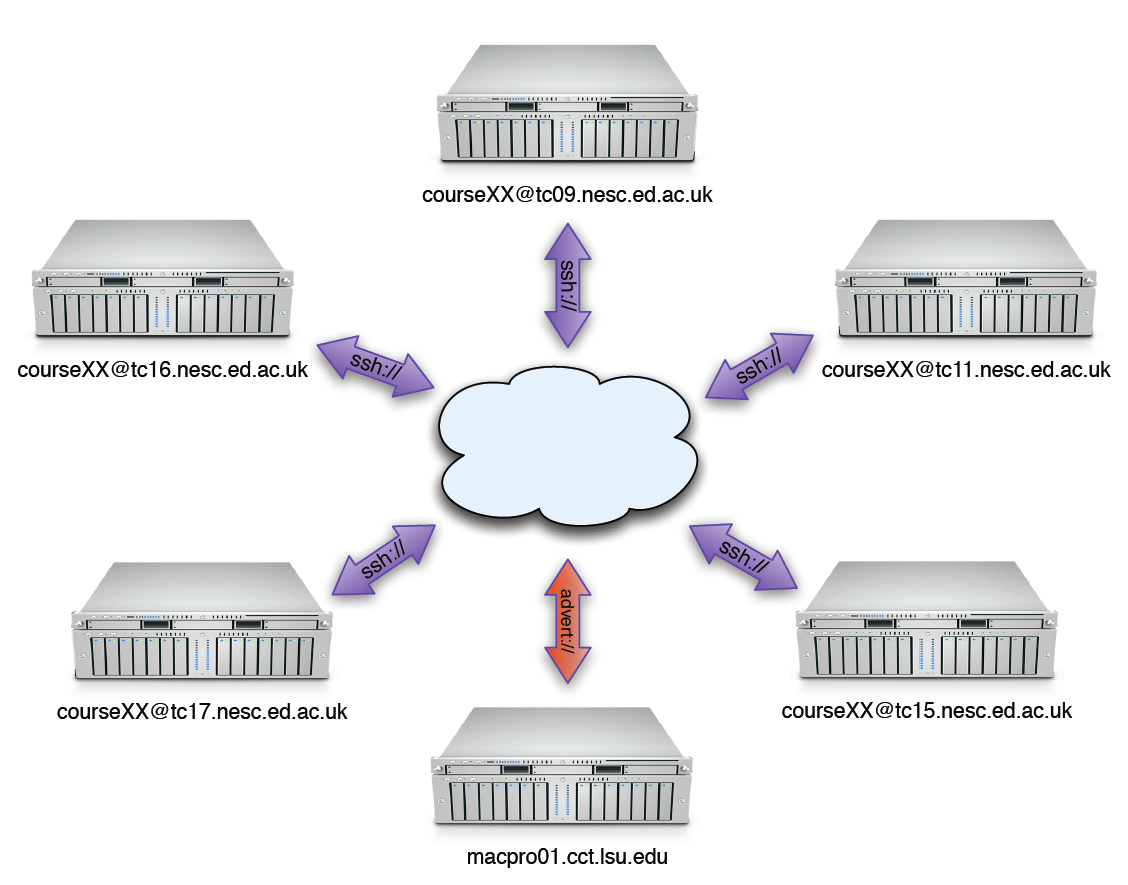 courseXX@tc09.nesc.ed.ac.uk
ssh://
courseXX@tc16.nesc.ed.ac.uk
ssh://
ssh://
courseXX@tc11.nesc.ed.ac.uk
ssh://
ssh://
courseXX@tc17.nesc.ed.ac.uk
advert://
courseXX@tc15.nesc.ed.ac.uk
macpro01.cct.lsu.edu